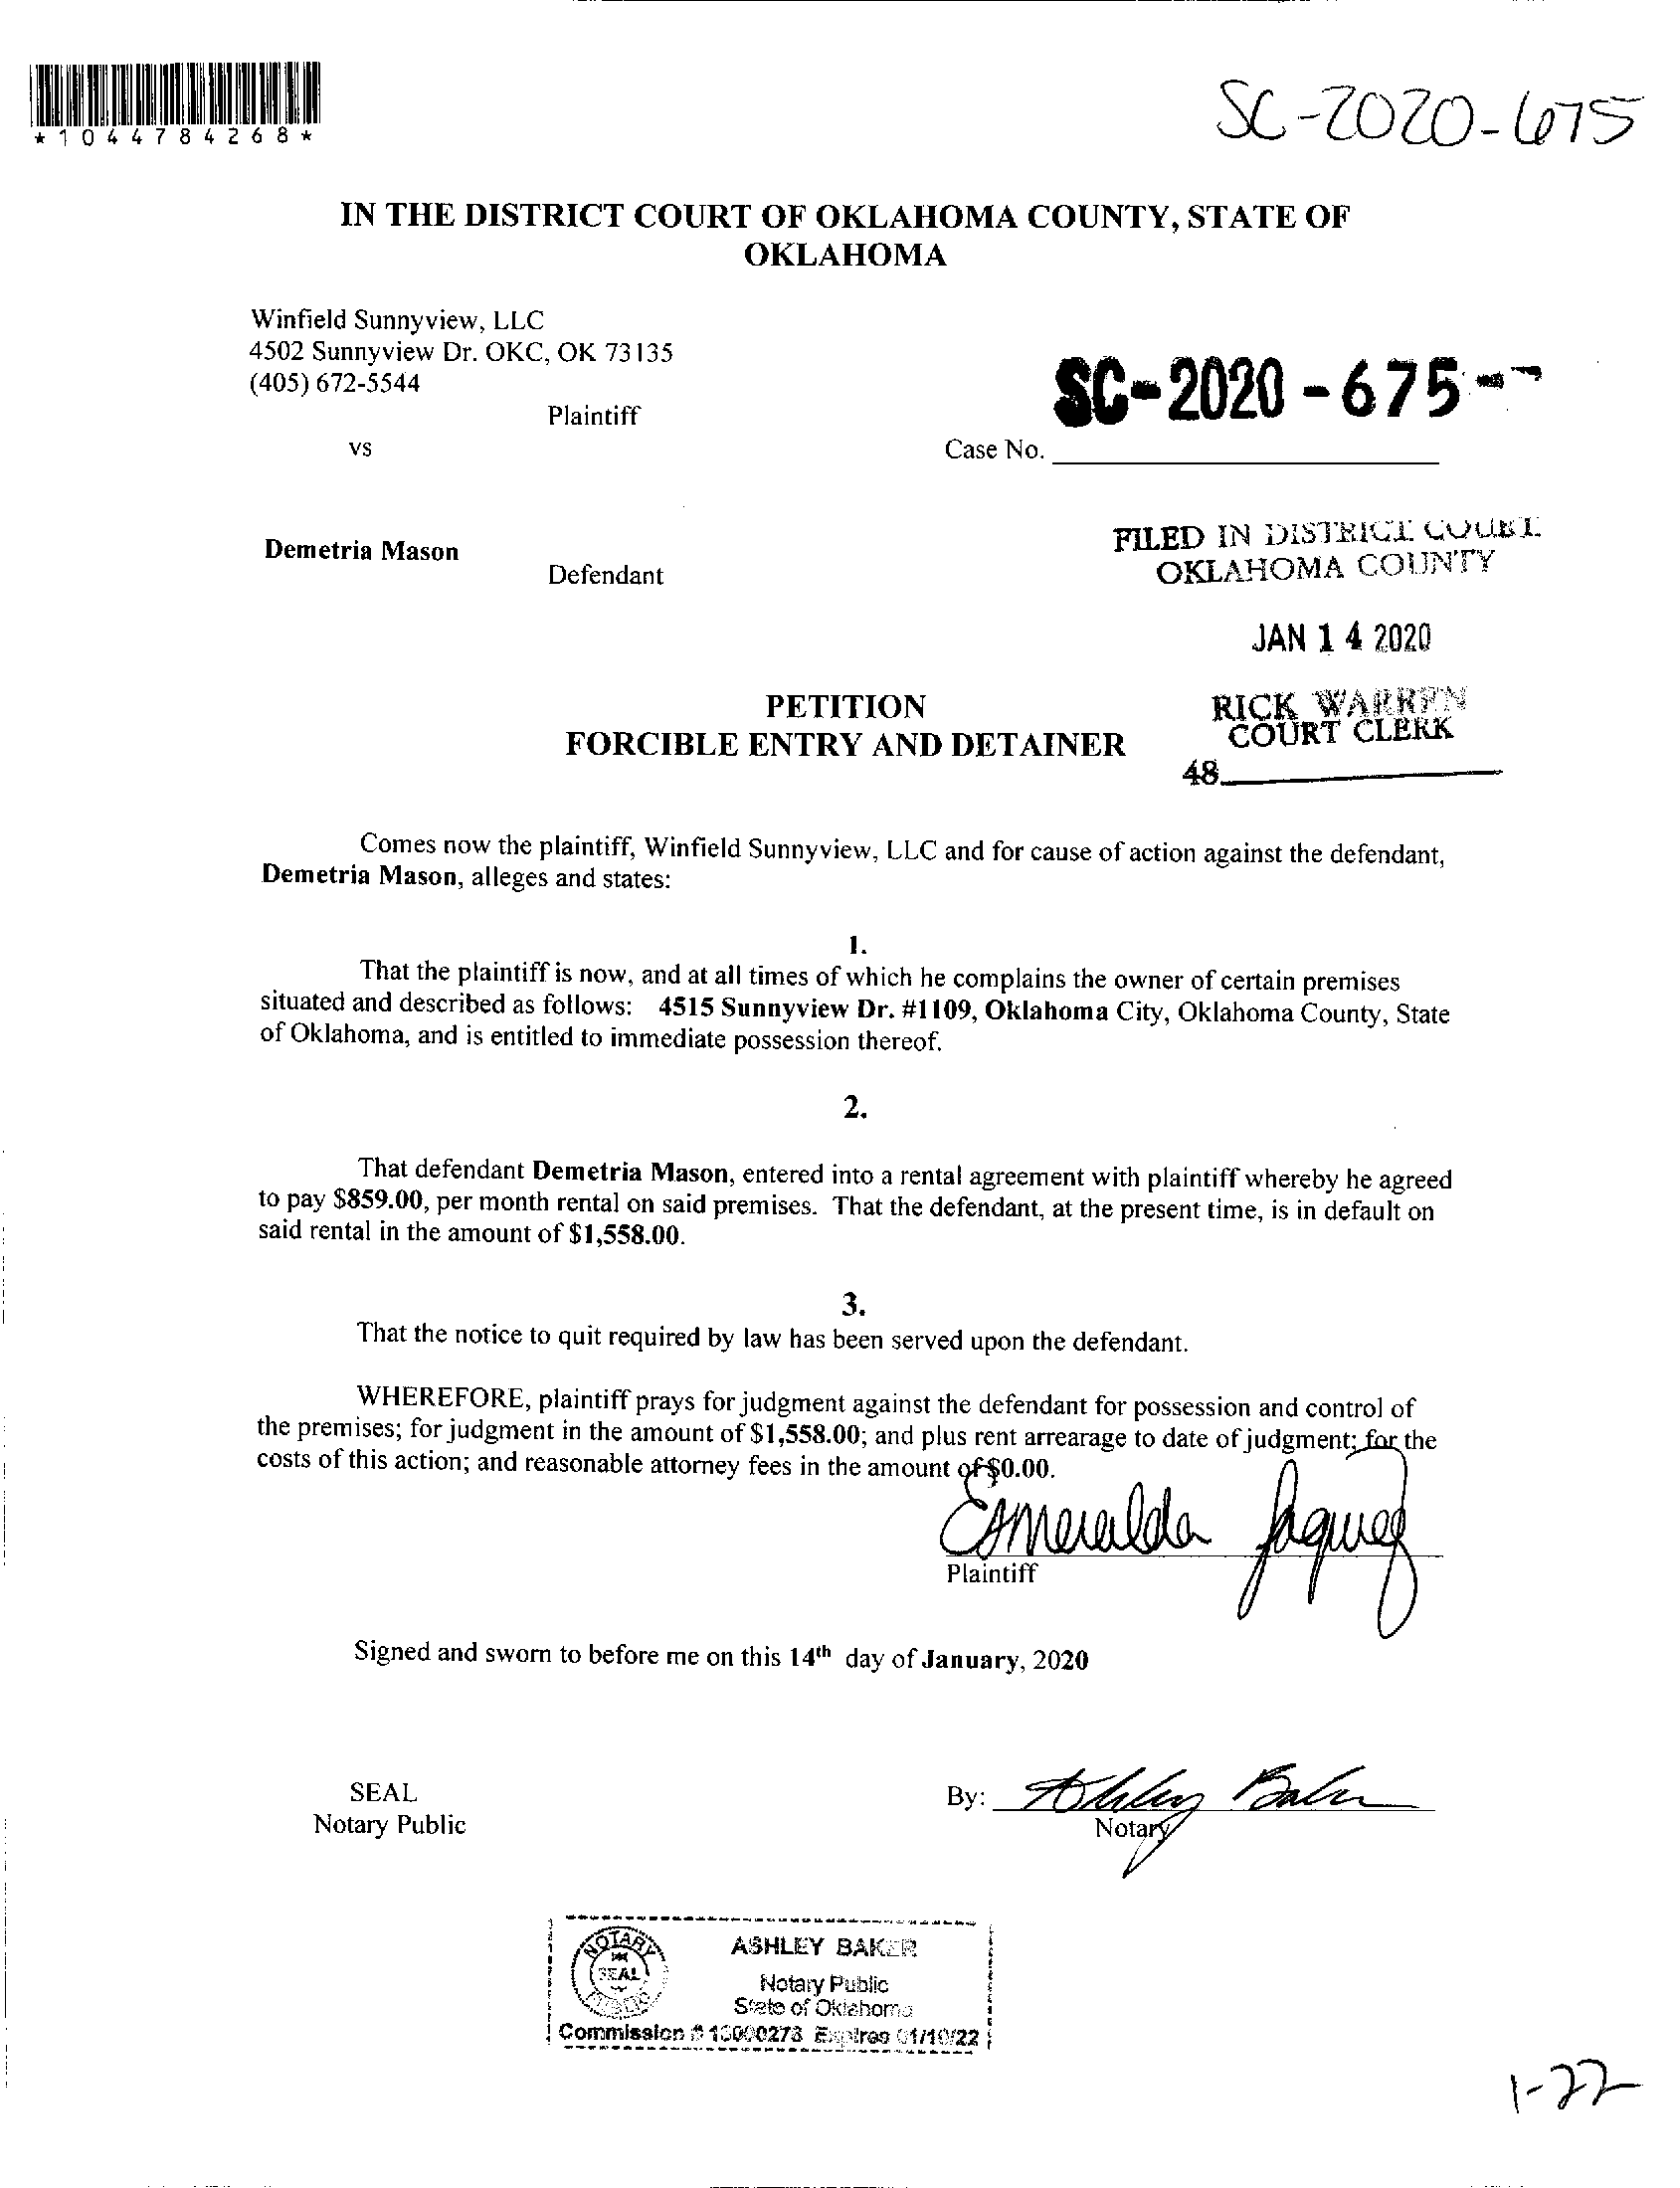 *1044784268*
SC-2020-675
IN THE DISTRICT COURT OF OKLAHOMA COUNTY, STATE OF
OKLAHOMA
Winfield Sunnyview, LLC
4502 Sunnyview Dr. OKC, OK 73135
(405) 672-5544
Plaintiff
SC-2020-675--
vs
Case No.
Demetria Mason
Defendant
FILED IN DISTRICT COURT
OKLAHOMA COUNTY
JAN 14 2020
PETITION
FORCIBLE ENTRY AND DETAINER
RICK WARREN
COURT CLERK
48
Comes now the plaintiff, Winfield Sunnyview, LLC and for cause of action against the defendant,
Demetria Mason, alleges and states:
1.
That the plaintiff is now, and at all times of which he complains the owner of certain premises
situated and described as follows: 4515 Sunnyview Dr. #1109, Oklahoma City, Oklahoma County, State
of Oklahoma, and is entitled to immediate possession thereof.
2.
That defendant Demetria Mason, entered into a rental agreement with plaintiff whereby he agreed
to pay $859.00, per month rental on said premises. That the defendant, at the present time, is in default on
said rental in the amount of $1,558.00.
3.
That the notice to quit required by law has been served upon the defendant.
WHEREFORE, plaintiff prays for judgment against the defendant for possession and control of
the premises; for judgment in the amount of $1,558.00; and plus rent arrearage to date of judgment; for the
costs of this action; and reasonable attorney fees in the amount of $0.00.
Esmeralda Jaquez
Plaintiff
Signed and sworn to before me on this 14th day of January, 2020
SEAL
Notary Public
By: Ashley Baker
Notary
NOTARY
SEAL
PUBLIC
ASHLEY BAKER
Notary Public
State of Oklahoma
Commission # Expires 01/10/22
1-22